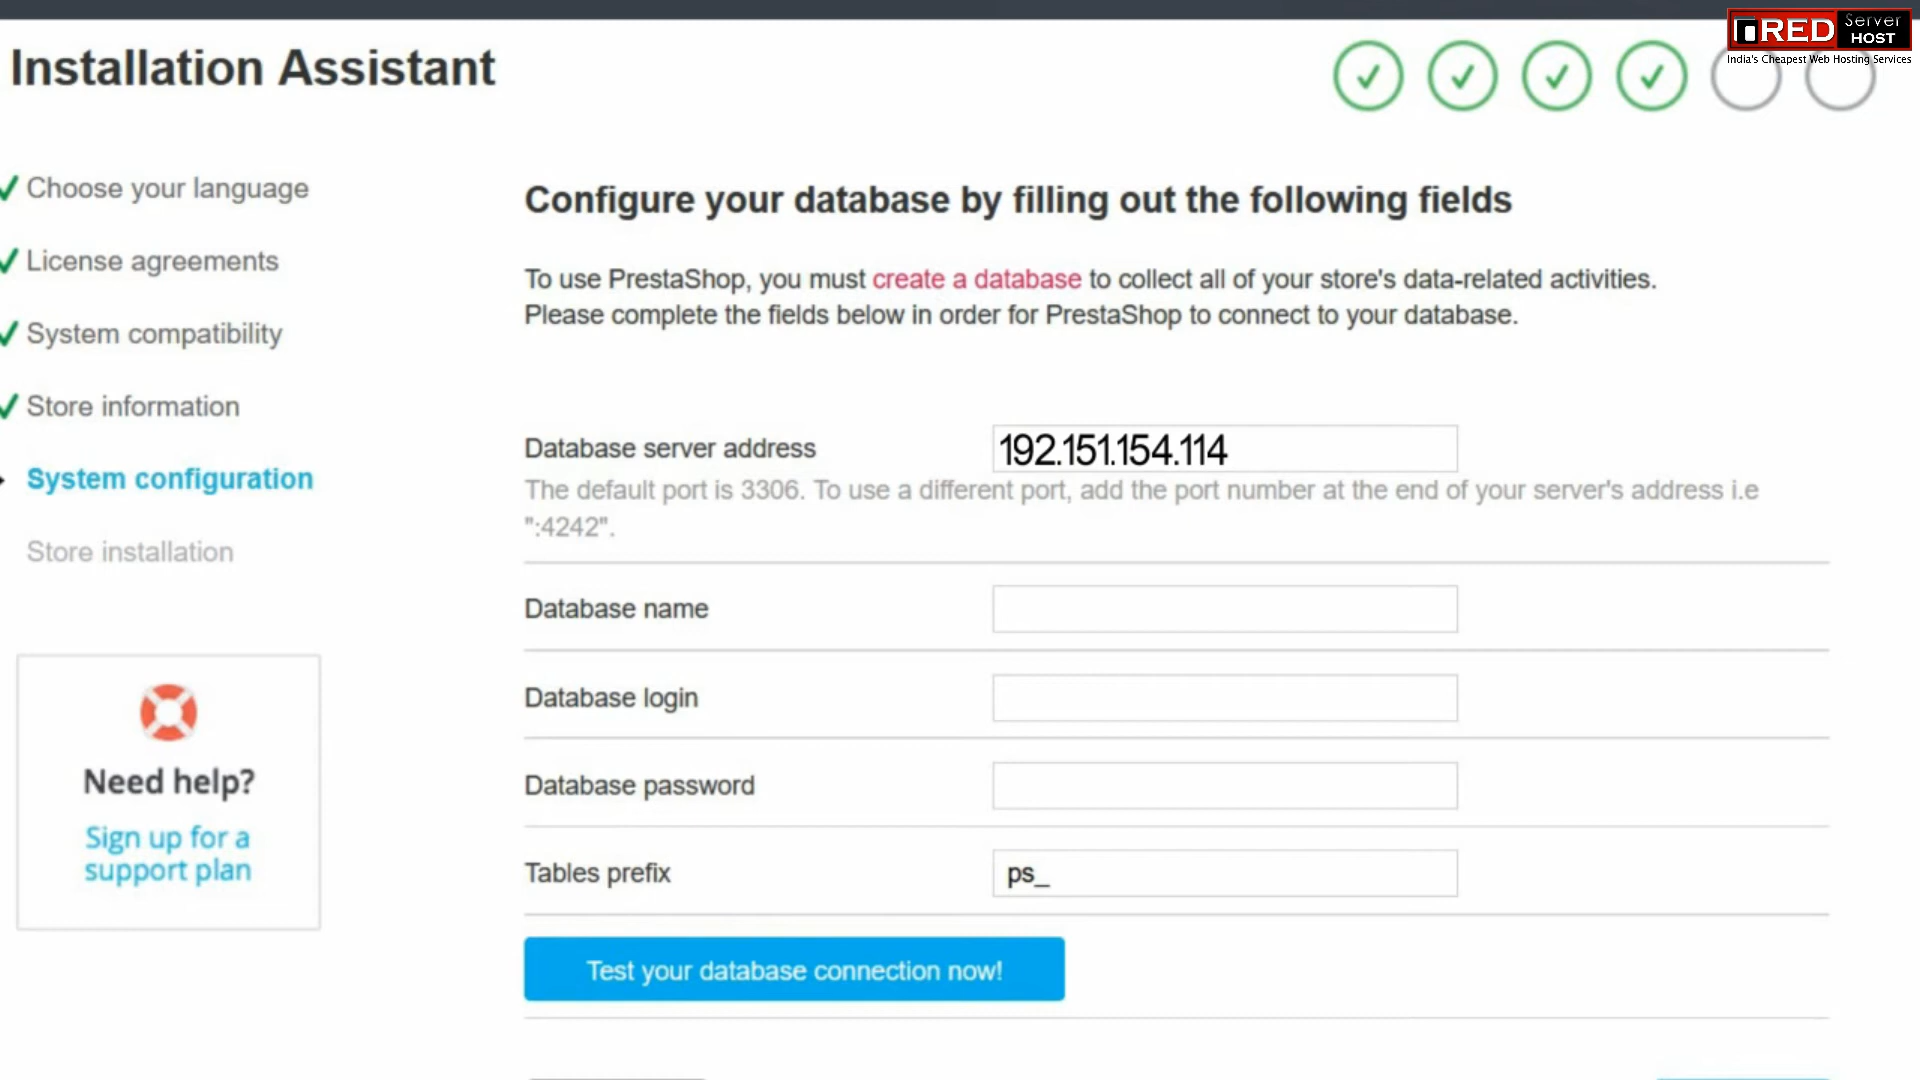 RED Server HOST
India's Cheapest Web Hosting Services
Installation Assistant
Choose your language
License agreements
System compatibility
Store information
System configuration
Store installation
Need help?
Sign up for a
support plan
Configure your database by filling out the following fields
To use PrestaShop, you must create a database to collect all of your store's data-related activities.
Please complete the fields below in order for PrestaShop to connect to your database.
Database server address 192.151.154.114
The default port is 3306. To use a different port, add the port number at the end of your server's address i.e
":4242".
Database name
Database login
Database password
Tables prefix ps_
Test your database connection now!